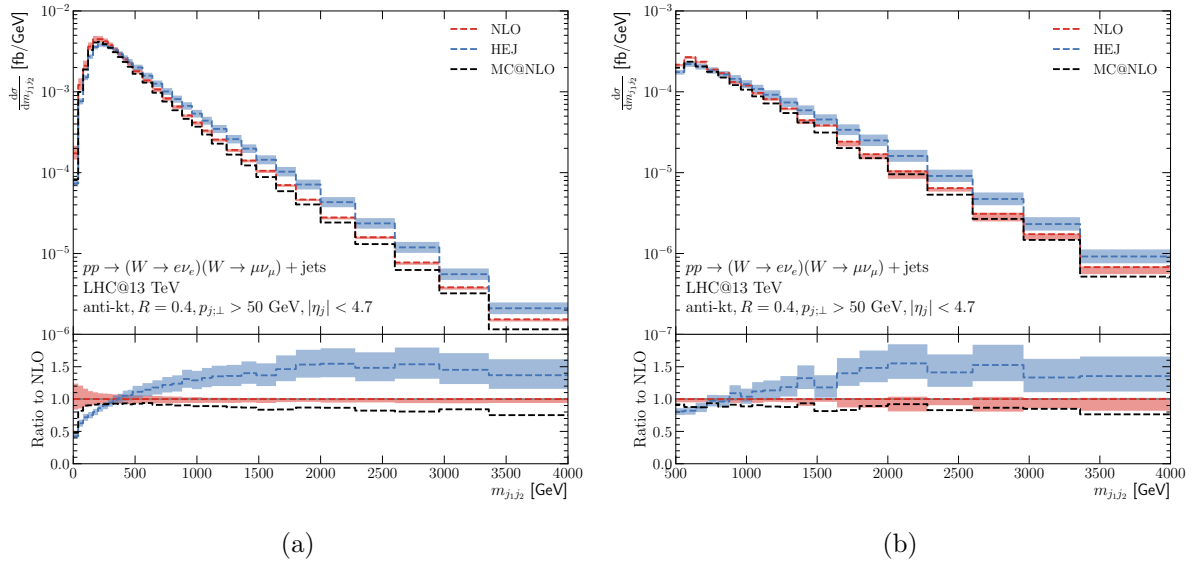 10⁻² 10⁻³ 10⁻⁴ 10⁻⁵ 10⁻⁶
dσ/dm_{j₁j₂} [fb/GeV]
NLO
HEJ
MC@NLO
pp → (W → eν_e)(W → μν_μ) + jets
LHC@13 TeV
anti-kt, R = 0.4, p_{j;⊥} > 50 GeV, |η_j| < 4.7
Ratio to NLO
1.5 1.0 0.5 0.0
0 500 1000 1500 2000 2500 3000 3500 4000
m_{j₁j₂} [GeV]
(a)
10⁻³ 10⁻⁴ 10⁻⁵ 10⁻⁶ 10⁻⁷
dσ/dm_{j₁j₂} [fb/GeV]
NLO
HEJ
MC@NLO
pp → (W → eν_e)(W → μν_μ) + jets
LHC@13 TeV
anti-kt, R = 0.4, p_{j;⊥} > 50 GeV, |η_j| < 4.7
Ratio to NLO
1.5 1.0 0.5 0.0
500 1000 1500 2000 2500 3000 3500 4000
m_{j₁j₂} [GeV]
(b)